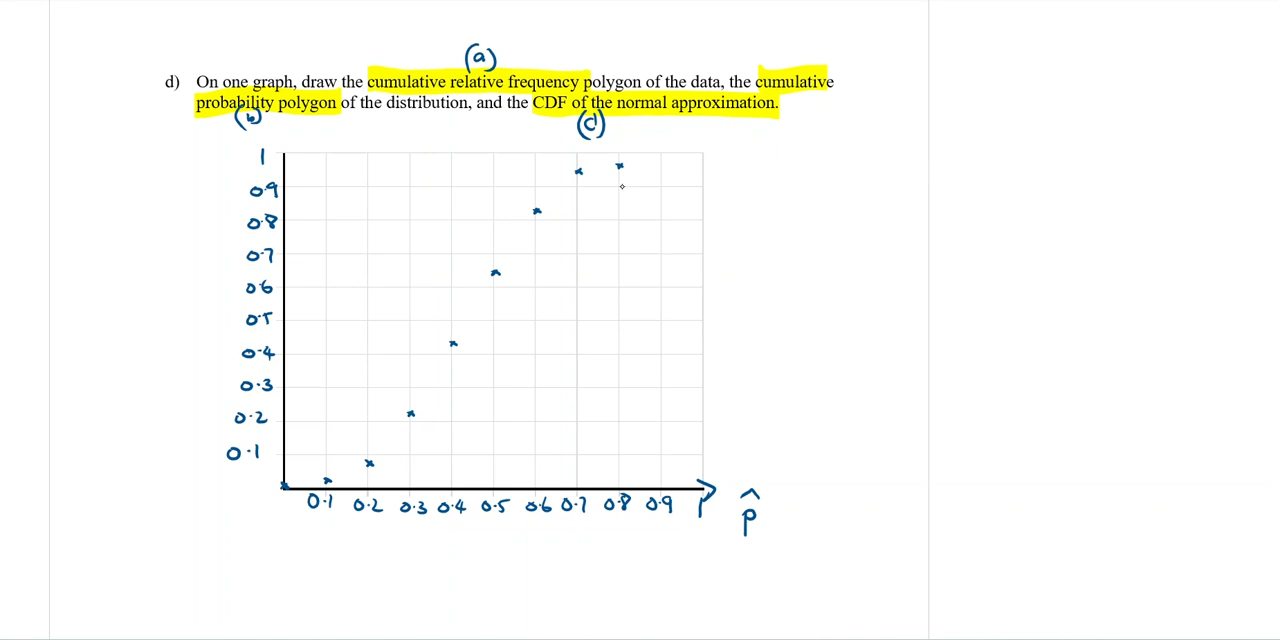 (a)
d) On one graph, draw the cumulative relative frequency polygon of the data, the cumulative
probability polygon of the distribution, and the CDF of the normal approximation.
(b) (c)
1
0.9
0.8
0.7
0.6
0.5
0.4
0.3
0.2
0.1
0.1 0.2 0.3 0.4 0.5 0.6 0.7 0.8 0.9 1
p̂